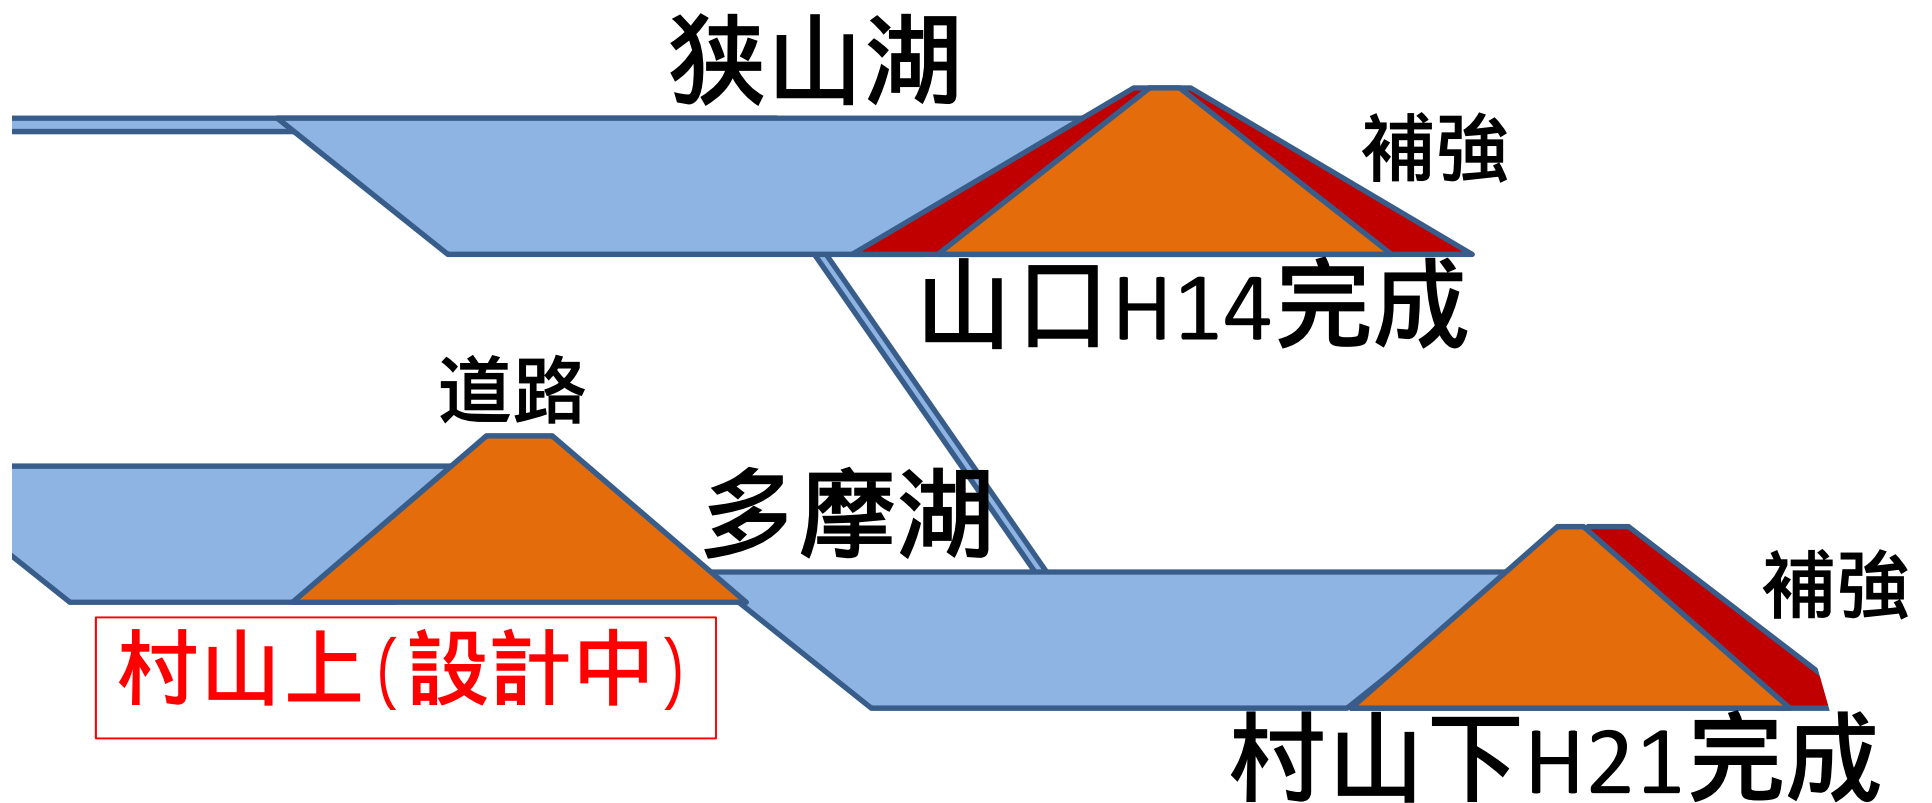 狭山湖
補強
山口H14完成
道路
多摩湖
補強
村山上(設計中)
村山下H21完成